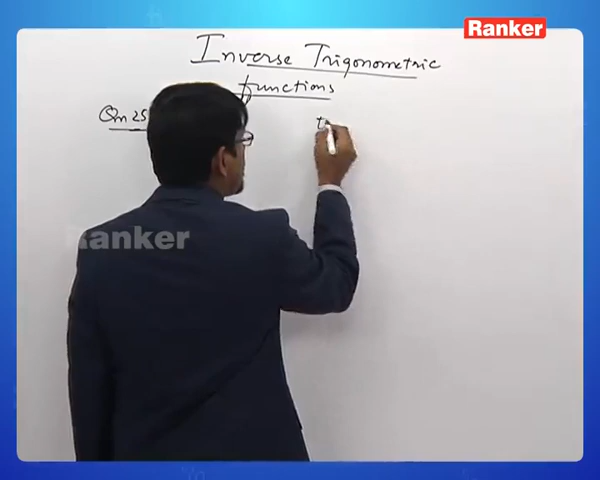 Ranker
Inverse Trigonometric
functions
Qn 25
t
Ranker